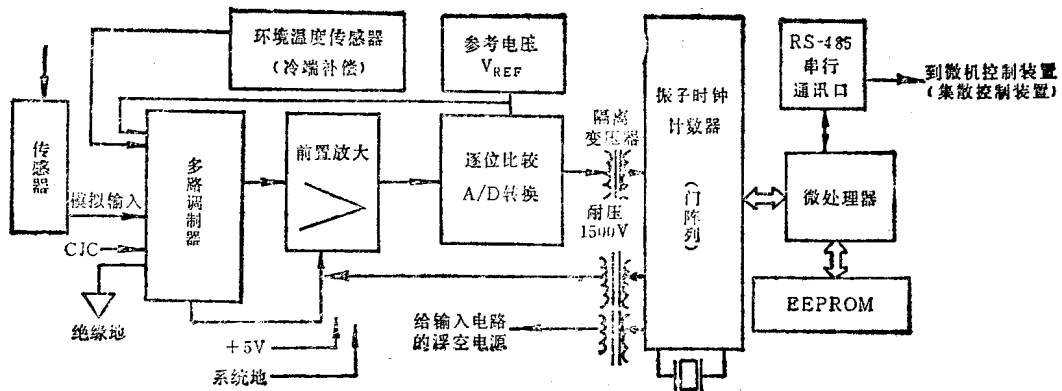 环境温度传感器
（冷端补偿）
参考电压
VREF
RS-485
串行
通讯口
到微机控制装置
（集散控制装置）
传感器
多路调制器
前置放大
逐位比较
A/D转换
隔离
变压器
耐压
1500V
振子时钟
计数器
（门阵列）
微处理器
EEPROM
模拟输入
CJC
绝缘地
+5V
系统地
给输入电路
的浮空电源